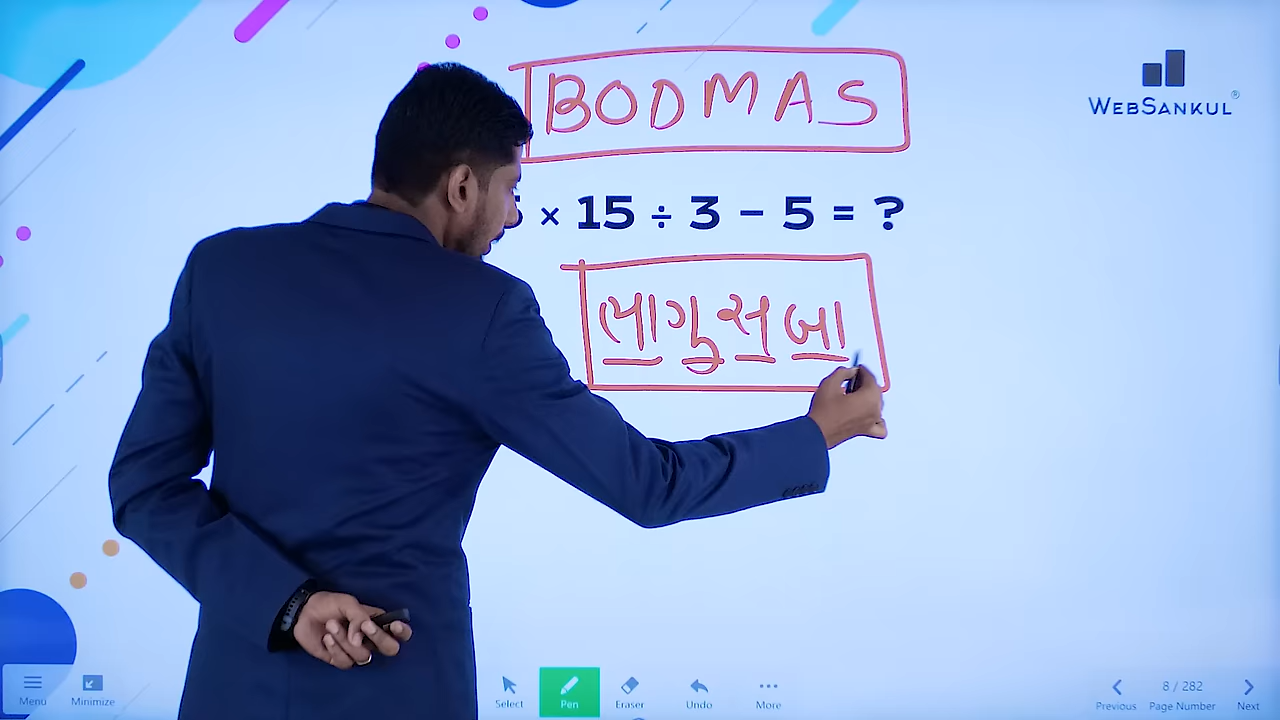 BODMAS
WEBSANKUL®
× 15 ÷ 3 − 5 = ?
ભાગુસબા
Menu
Minimize
Select
Pen
Eraser
Undo
More
Previous
8 / 282
Page Number
Next